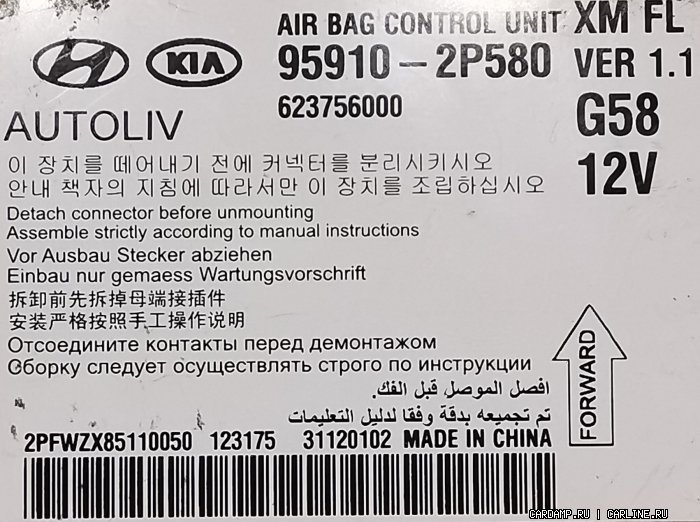 AIR BAG CONTROL UNIT XM FL
KIA 95910-2P580 VER 1.1
623756000 G58
AUTOLIV 12V
이 장치를 떼어내기 전에 커넥터를 분리시키시오
안내 책자의 지침에 따라서만 이 장치를 조립하십시오
Detach connector before unmounting
Assemble strictly according to manual instructions
Vor Ausbau Stecker abziehen
Einbau nur gemaess Wartungsvorschrift
拆卸前先拆掉母端接插件
安装严格按照手工操作说明
Отсоедините контакты перед демонтажом
Сборку следует осуществлять строго по инструкции
افصل الموصل قبل الفك.
تم تجميعه بدقة وفقا لدليل التعليمات
FORWARD
2PFWZX85110050 123175 31120102 MADE IN CHINA
CARDAMP.RU | CARLINE.RU